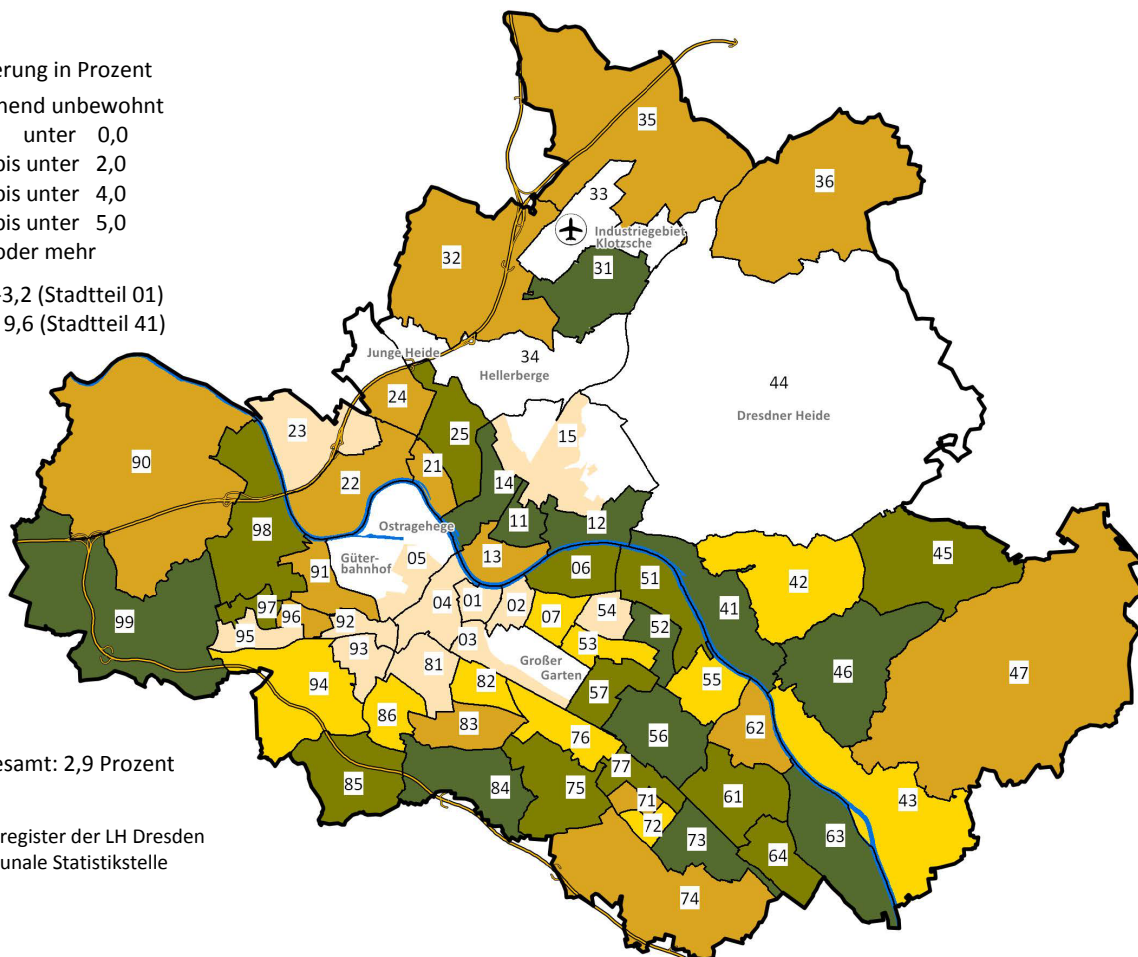 erung in Prozent
hend unbewohnt
unter 0,0
bis unter 2,0
bis unter 4,0
bis unter 5,0
oder mehr
-3,2 (Stadtteil 01)
9,6 (Stadtteil 41)
esamt: 2,9 Prozent
register der LH Dresden
unale Statistikstelle
35
36
33
Industriegebiet
Klotzsche
32
31
Junge Heide
34
Hellerberge
44
Dresdner Heide
24
23
25
15
90
21
22
14
11
12
Ostragehege
98
13
45
Güter-
bahnhof
05
42
91
06
51
04
01
02
07
54
41
97
96
92
99
95
03
53
52
46
93
81
Großer
Garten
47
94
82
57
55
86
83
76
56
62
85
84
75
77
71
61
43
72
73
64
63
74